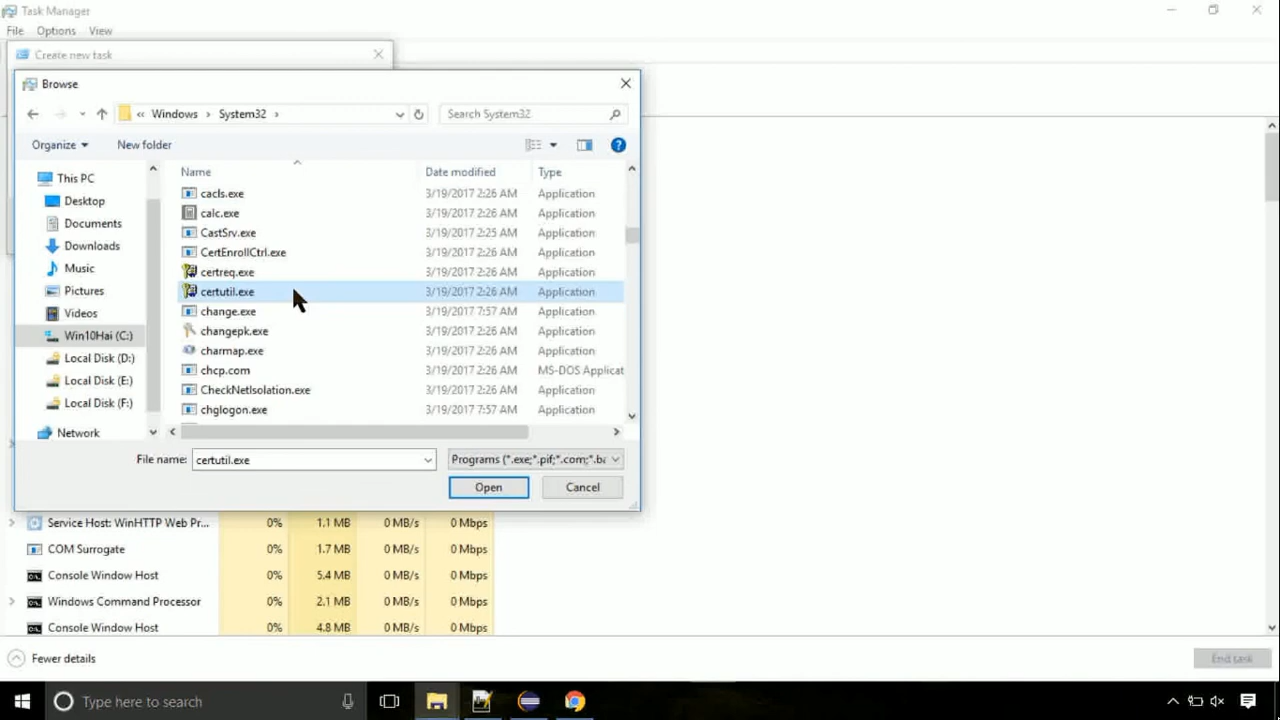 Task Manager
File Options View
Create new task
Browse
« Windows › System32 ›
Search System32
Organize
New folder
Name Date modified Type
This PC
Desktop
Documents
Downloads
Music
Pictures
Videos
Win10Hai (C:)
Local Disk (D:)
Local Disk (E:)
Local Disk (F:)
Network
cacls.exe 3/19/2017 2:26 AM Application
calc.exe 3/19/2017 2:26 AM Application
CastSrv.exe 3/19/2017 2:25 AM Application
CertEnrollCtrl.exe 3/19/2017 2:26 AM Application
certreq.exe 3/19/2017 2:26 AM Application
certutil.exe 3/19/2017 2:26 AM Application
change.exe 3/19/2017 7:57 AM Application
changepk.exe 3/19/2017 2:26 AM Application
charmap.exe 3/19/2017 2:26 AM Application
chcp.com 3/19/2017 2:26 AM MS-DOS Applicat
CheckNetIsolation.exe 3/19/2017 2:26 AM Application
chglogon.exe 3/19/2017 7:57 AM Application
File name: certutil.exe
Programs (*.exe;*.pif;*.com;*.ba
Open Cancel
Service Host: WinHTTP Web Pr... 0% 1.1 MB 0 MB/s 0 Mbps
COM Surrogate 0% 1.7 MB 0 MB/s 0 Mbps
Console Window Host 0% 5.4 MB 0 MB/s 0 Mbps
Windows Command Processor 0% 2.1 MB 0 MB/s 0 Mbps
Console Window Host 0% 4.8 MB 0 MB/s 0 Mbps
Fewer details
End task
Type here to search